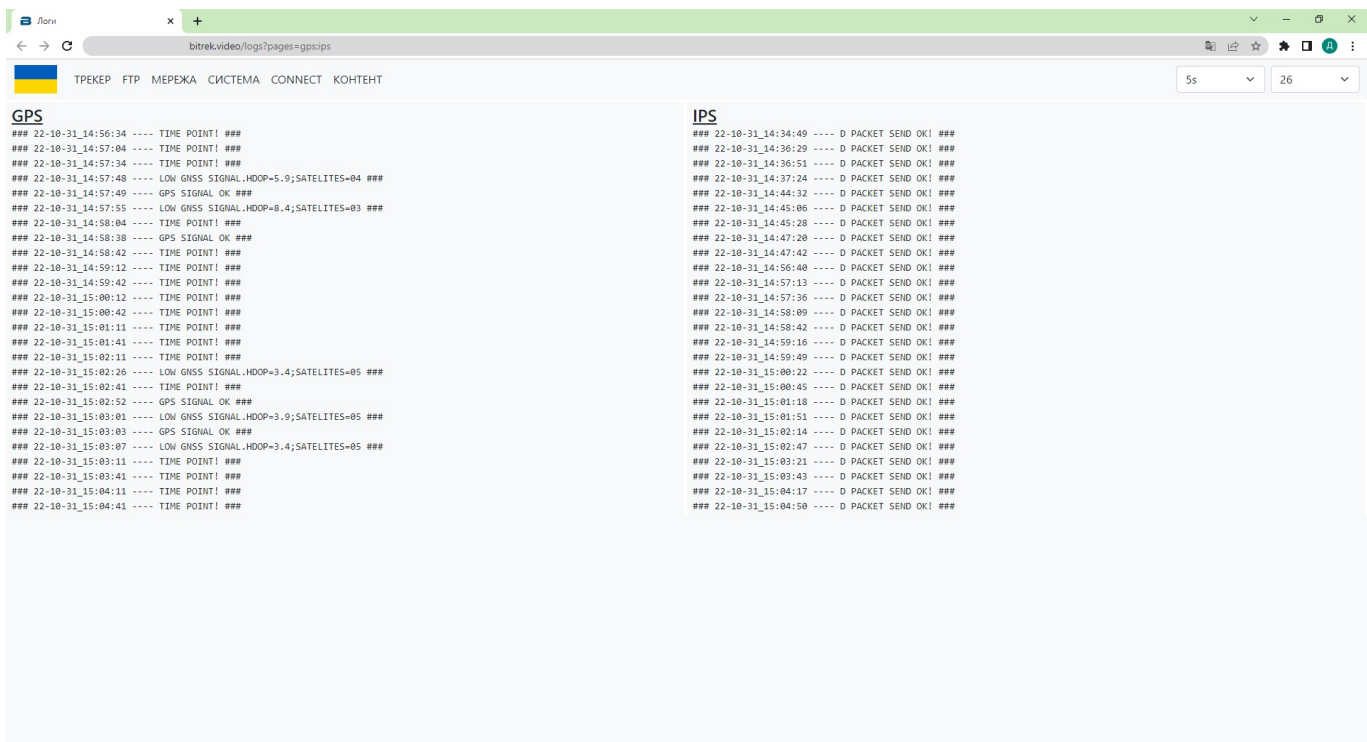 Логи
bitrek.video/logs?pages=gps:ips
Д
ТРЕКЕР FTP МЕРЕЖА СИСТЕМА CONNECT КОНТЕНТ
5s
26
GPS
### 22-10-31_14:56:34 ---- TIME POINT! ###
### 22-10-31_14:57:04 ---- TIME POINT! ###
### 22-10-31_14:57:34 ---- TIME POINT! ###
### 22-10-31_14:57:48 ---- LOW GNSS SIGNAL.HDOP=5.9;SATELITES=04 ###
### 22-10-31_14:57:49 ---- GPS SIGNAL OK ###
### 22-10-31_14:57:55 ---- LOW GNSS SIGNAL.HDOP=8.4;SATELITES=03 ###
### 22-10-31_14:58:04 ---- TIME POINT! ###
### 22-10-31_14:58:38 ---- GPS SIGNAL OK ###
### 22-10-31_14:58:42 ---- TIME POINT! ###
### 22-10-31_14:59:12 ---- TIME POINT! ###
### 22-10-31_14:59:42 ---- TIME POINT! ###
### 22-10-31_15:00:12 ---- TIME POINT! ###
### 22-10-31_15:00:42 ---- TIME POINT! ###
### 22-10-31_15:01:11 ---- TIME POINT! ###
### 22-10-31_15:01:41 ---- TIME POINT! ###
### 22-10-31_15:02:11 ---- TIME POINT! ###
### 22-10-31_15:02:26 ---- LOW GNSS SIGNAL.HDOP=3.4;SATELITES=05 ###
### 22-10-31_15:02:41 ---- TIME POINT! ###
### 22-10-31_15:02:52 ---- GPS SIGNAL OK ###
### 22-10-31_15:03:01 ---- LOW GNSS SIGNAL.HDOP=3.9;SATELITES=05 ###
### 22-10-31_15:03:03 ---- GPS SIGNAL OK ###
### 22-10-31_15:03:07 ---- LOW GNSS SIGNAL.HDOP=3.4;SATELITES=05 ###
### 22-10-31_15:03:11 ---- TIME POINT! ###
### 22-10-31_15:03:41 ---- TIME POINT! ###
### 22-10-31_15:04:11 ---- TIME POINT! ###
### 22-10-31_15:04:41 ---- TIME POINT! ###
IPS
### 22-10-31_14:34:49 ---- D PACKET SEND OK! ###
### 22-10-31_14:36:29 ---- D PACKET SEND OK! ###
### 22-10-31_14:36:51 ---- D PACKET SEND OK! ###
### 22-10-31_14:37:24 ---- D PACKET SEND OK! ###
### 22-10-31_14:44:32 ---- D PACKET SEND OK! ###
### 22-10-31_14:45:06 ---- D PACKET SEND OK! ###
### 22-10-31_14:45:28 ---- D PACKET SEND OK! ###
### 22-10-31_14:47:20 ---- D PACKET SEND OK! ###
### 22-10-31_14:47:42 ---- D PACKET SEND OK! ###
### 22-10-31_14:56:40 ---- D PACKET SEND OK! ###
### 22-10-31_14:57:13 ---- D PACKET SEND OK! ###
### 22-10-31_14:57:36 ---- D PACKET SEND OK! ###
### 22-10-31_14:58:09 ---- D PACKET SEND OK! ###
### 22-10-31_14:58:42 ---- D PACKET SEND OK! ###
### 22-10-31_14:59:16 ---- D PACKET SEND OK! ###
### 22-10-31_14:59:49 ---- D PACKET SEND OK! ###
### 22-10-31_15:00:22 ---- D PACKET SEND OK! ###
### 22-10-31_15:00:45 ---- D PACKET SEND OK! ###
### 22-10-31_15:01:18 ---- D PACKET SEND OK! ###
### 22-10-31_15:01:51 ---- D PACKET SEND OK! ###
### 22-10-31_15:02:14 ---- D PACKET SEND OK! ###
### 22-10-31_15:02:47 ---- D PACKET SEND OK! ###
### 22-10-31_15:03:21 ---- D PACKET SEND OK! ###
### 22-10-31_15:03:43 ---- D PACKET SEND OK! ###
### 22-10-31_15:04:17 ---- D PACKET SEND OK! ###
### 22-10-31_15:04:50 ---- D PACKET SEND OK! ###